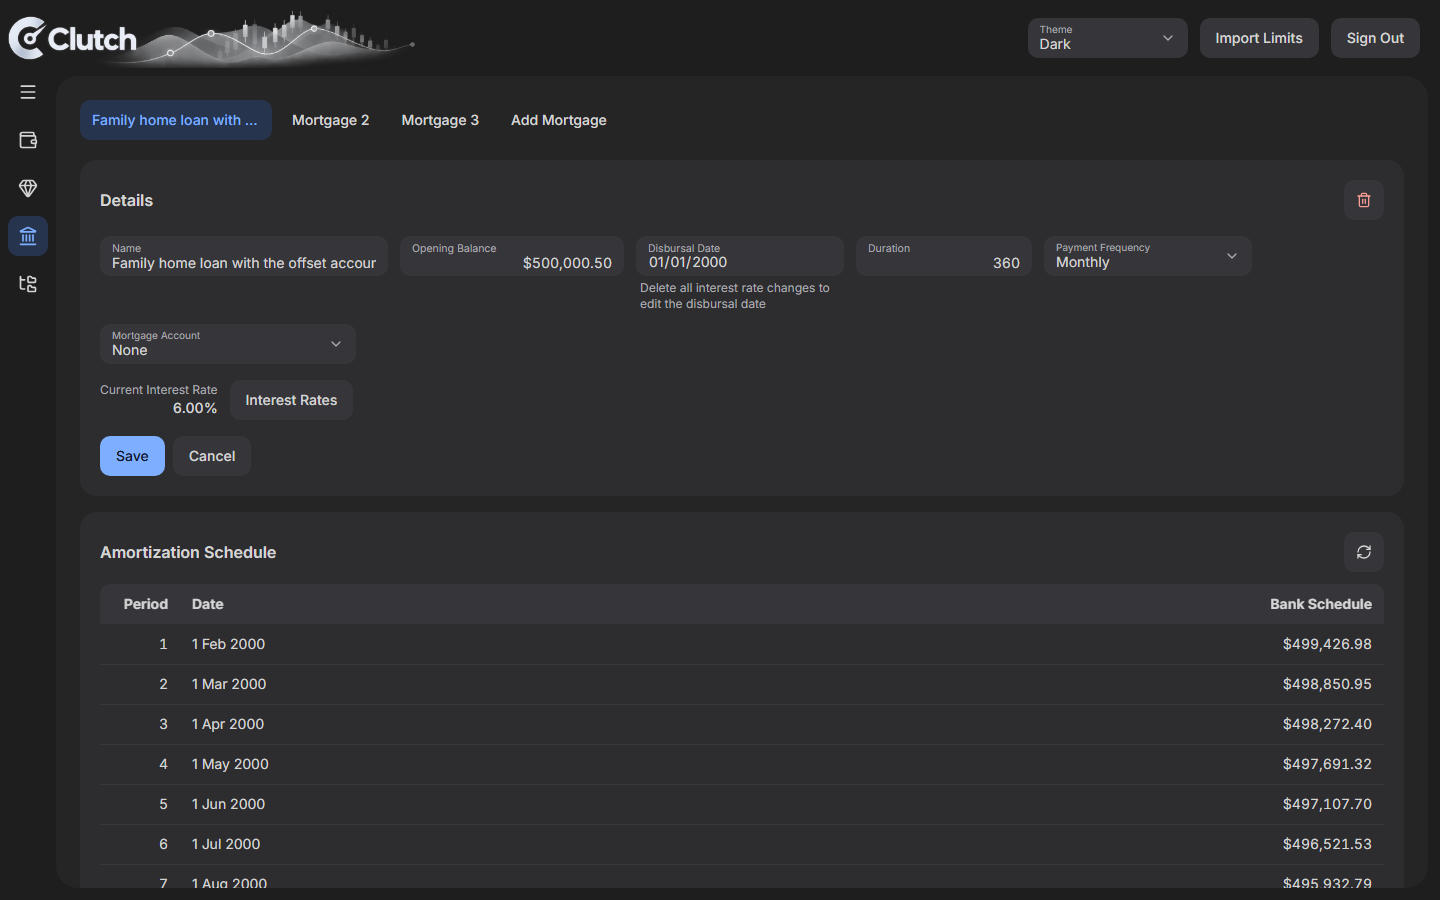 Clutch
Theme
Dark
Import Limits
Sign Out
Family home loan with ...
Mortgage 2
Mortgage 3
Add Mortgage
Details
Name
Family home loan with the offset accour
Opening Balance
$500,000.50
Disbursal Date
01/01/2000
Delete all interest rate changes to
edit the disbursal date
Duration
360
Payment Frequency
Monthly
Mortgage Account
None
Current Interest Rate
6.00%
Interest Rates
Save
Cancel
Amortization Schedule
Period Date Bank Schedule
1 1 Feb 2000 $499,426.98
2 1 Mar 2000 $498,850.95
3 1 Apr 2000 $498,272.40
4 1 May 2000 $497,691.32
5 1 Jun 2000 $497,107.70
6 1 Jul 2000 $496,521.53
7 1 Aug 2000 $495,932.79